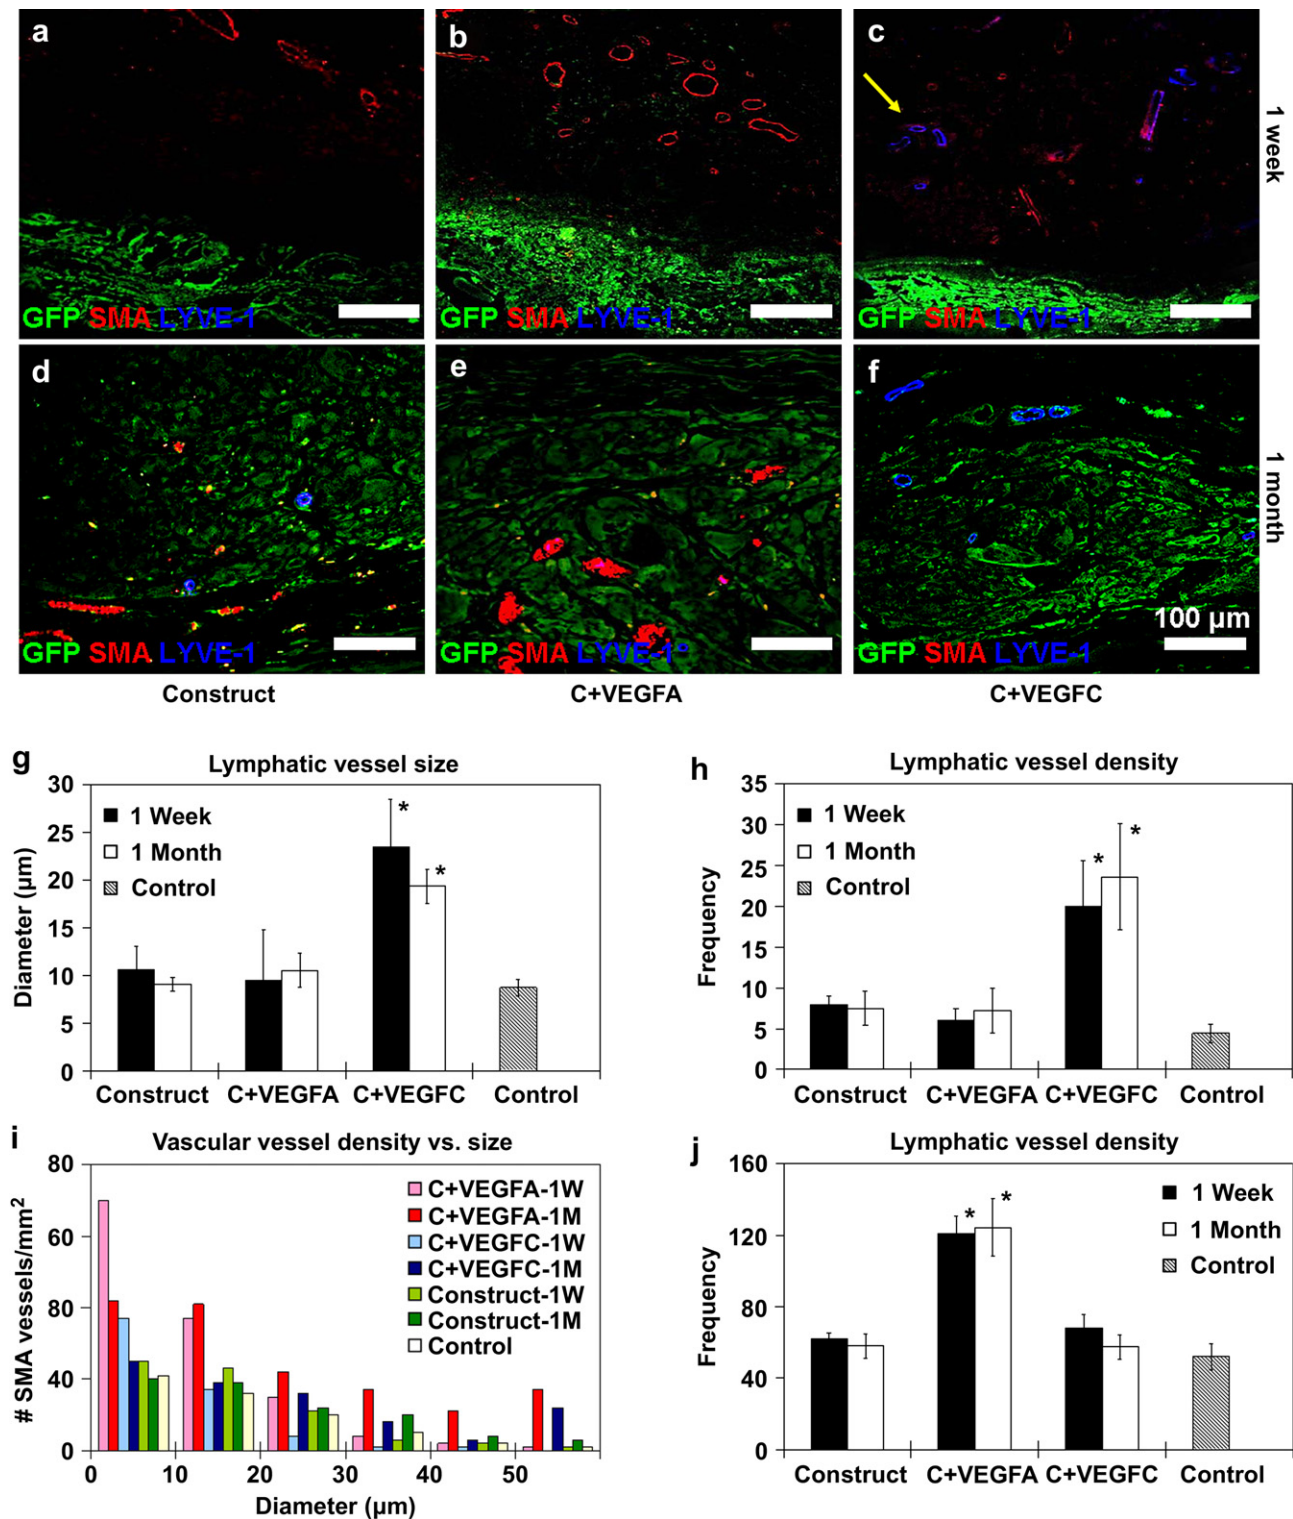 a
b
c
1 week
GFP SMA LYVE-1
GFP SMA LYVE-1
GFP SMA LYVE-1
d
e
f
1 month
100 µm
GFP SMA LYVE-1
GFP SMA LYVE-1°
GFP SMA LYVE-1
Construct
C+VEGFA
C+VEGFC
g
Lymphatic vessel size
30
25
20
15
10
5
0
Diameter (µm)
1 Week
1 Month
Control
*
*
Construct
C+VEGFA
C+VEGFC
Control
h
Lymphatic vessel density
35
30
25
20
15
10
5
0
Frequency
1 Week
1 Month
Control
*
*
Construct
C+VEGFA
C+VEGFC
Control
i
Vascular vessel density vs. size
80
60
80
40
0
# SMA vessels/mm²
C+VEGFA-1W
C+VEGFA-1M
C+VEGFC-1W
C+VEGFC-1M
Construct-1W
Construct-1M
Control
0 10 20 30 40 50
Diameter (µm)
j
Lymphatic vessel density
160
120
80
40
0
Frequency
1 Week
1 Month
Control
*
*
Construct
C+VEGFA
C+VEGFC
Control